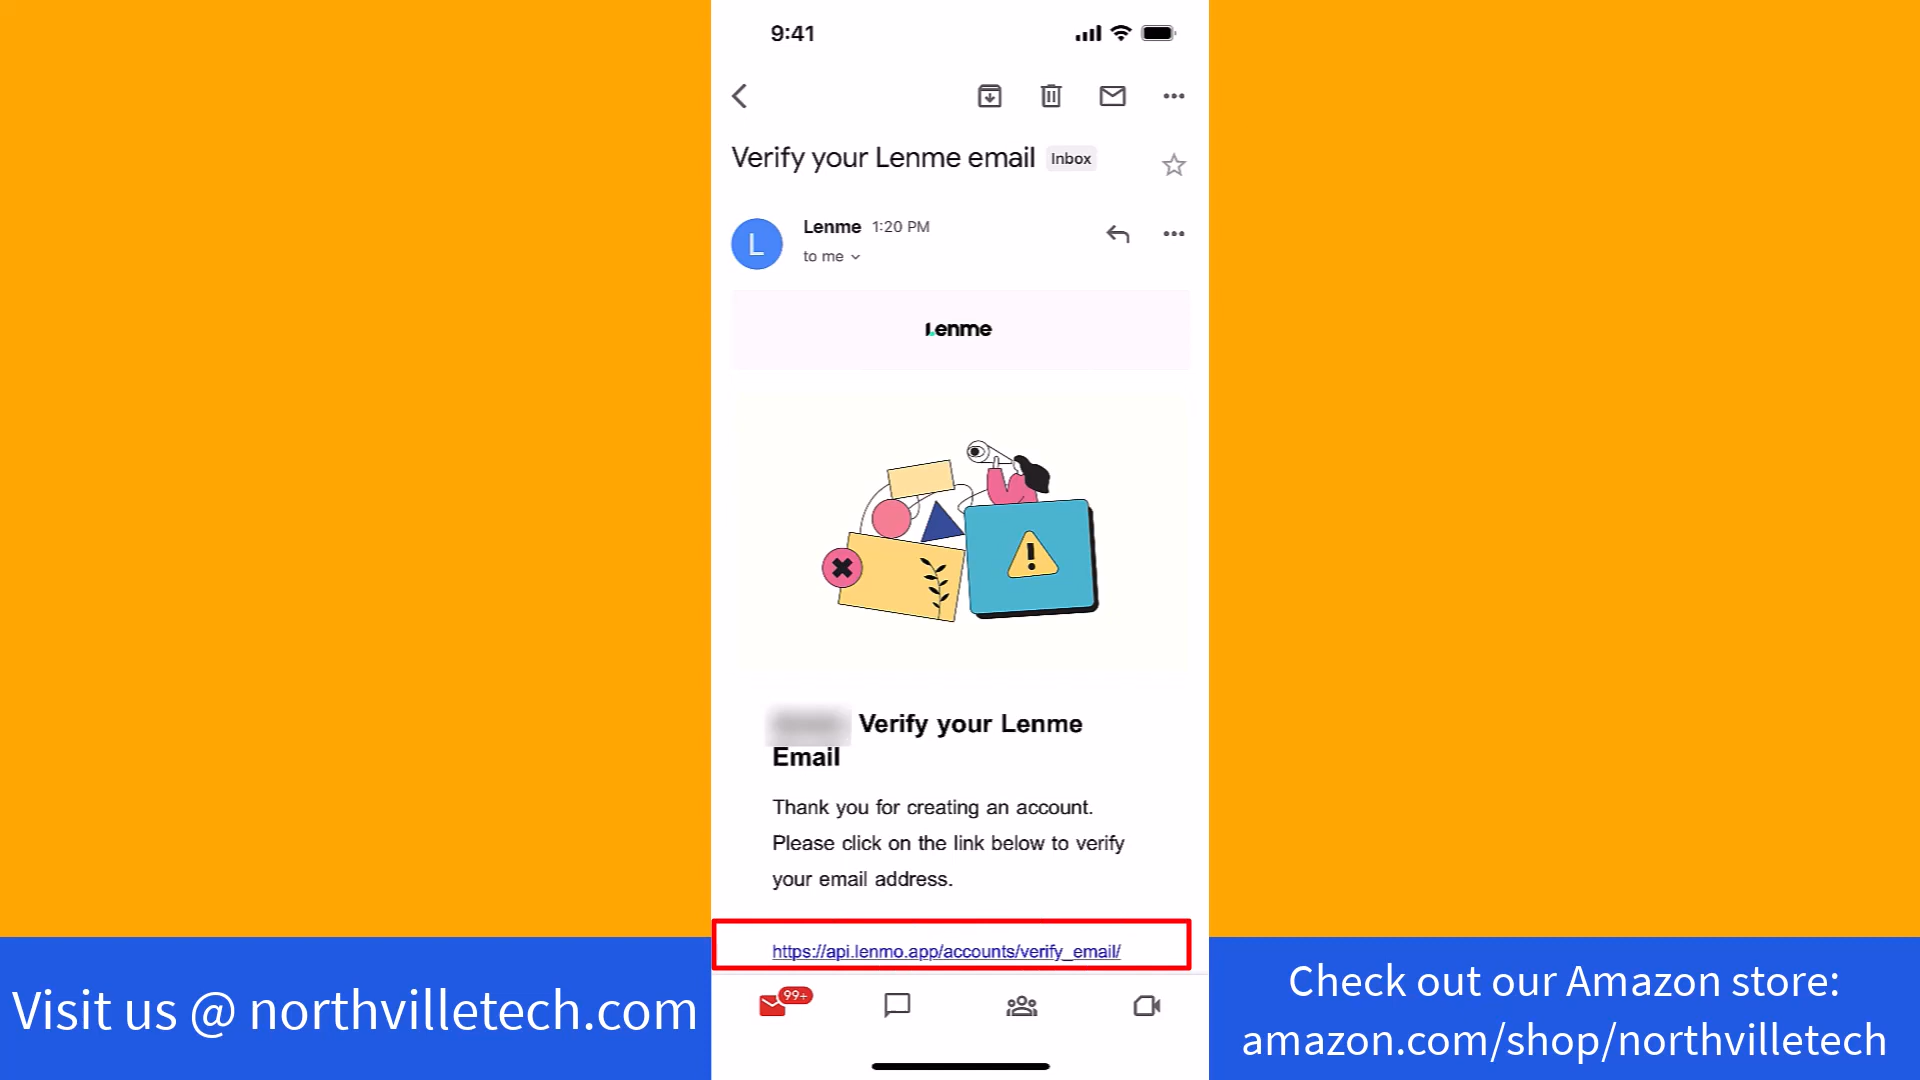 9:41
Verify your Lenme email Inbox
L
Lenme 1:20 PM
to me
Lenme
Verify your Lenme
Email
Thank you for creating an account.
Please click on the link below to verify
your email address.
https://api.lenmo.app/accounts/verify_email/
99+
Visit us @ northvilletech.com
Check out our Amazon store:
amazon.com/shop/northvilletech